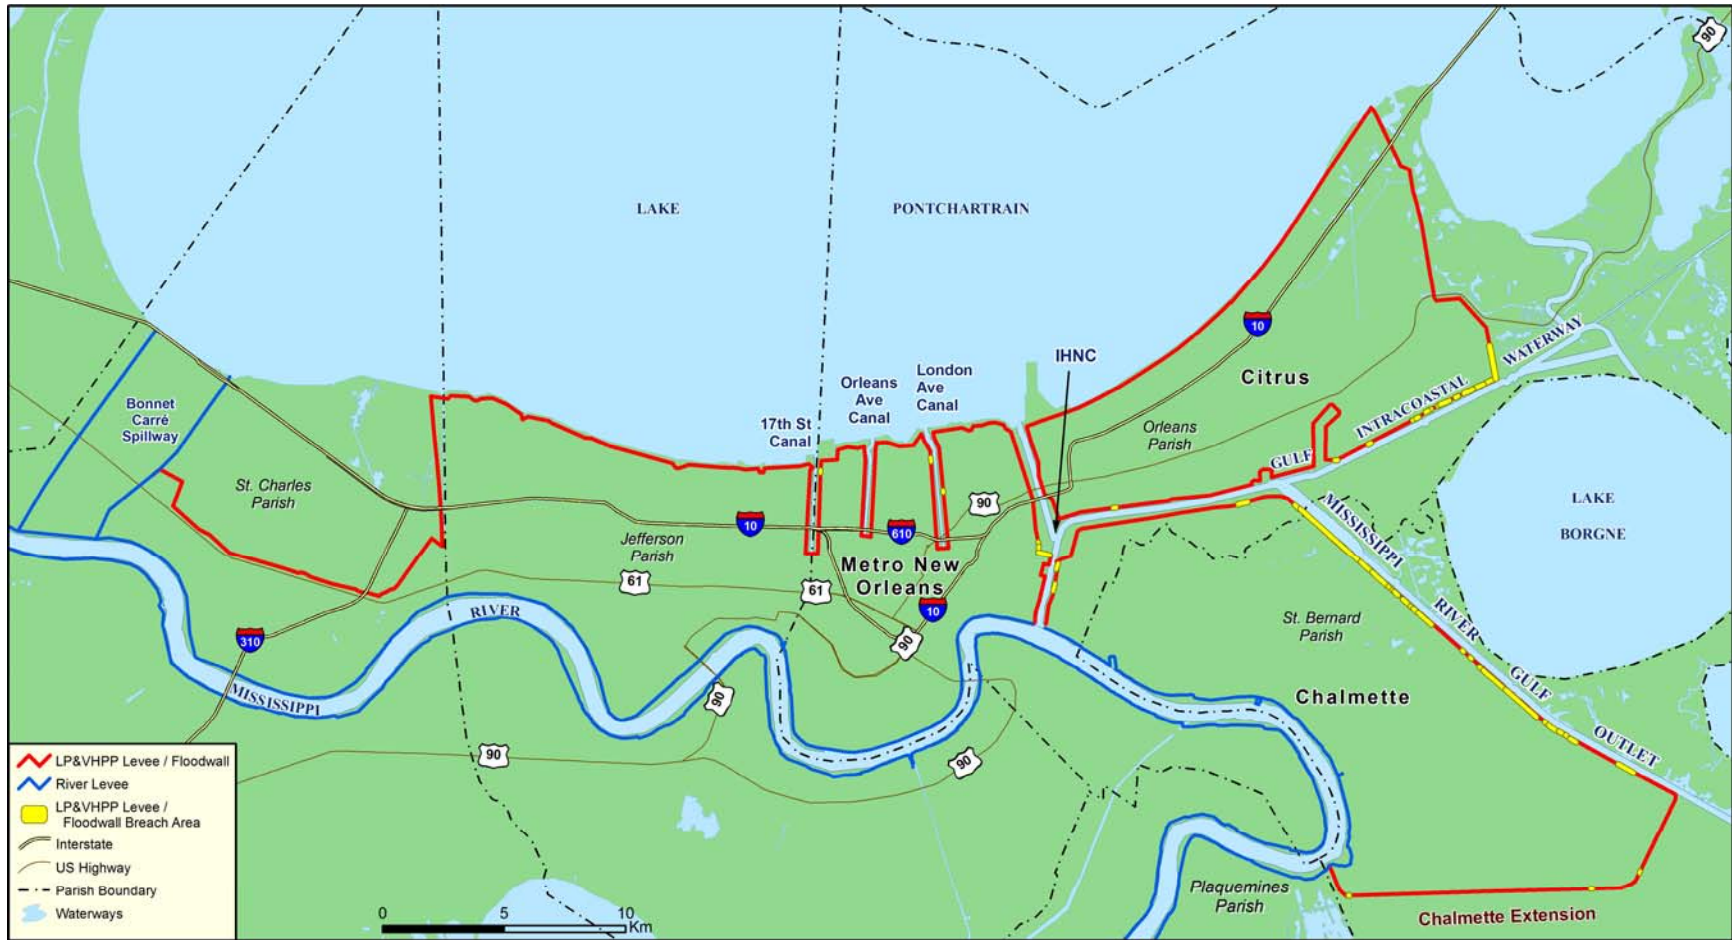 90
LAKE
PONTCHARTRAIN
10
WATERWAY
IHNC
London
Ave
Canal
Orleans
Ave
Canal
Citrus
17th St
Canal
Bonnet
Carré
Spillway
INTRACOASTAL
Orleans
Parish
GULF
St. Charles
Parish
90
LAKE
BORGNE
MISSISSIPPI
10
610
Jefferson
Parish
Metro New
Orleans
61
61
10
RIVER
RIVER
St. Bernard
Parish
310
90
GULF
MISSISSIPPI
90
Chalmette
OUTLET
90
90
LP&VHPP Levee / Floodwall
River Levee
LP&VHPP Levee /
Floodwall Breach Area
Interstate
US Highway
Parish Boundary
Waterways
0 5 10
Km
Plaquemines
Parish
Chalmette Extension